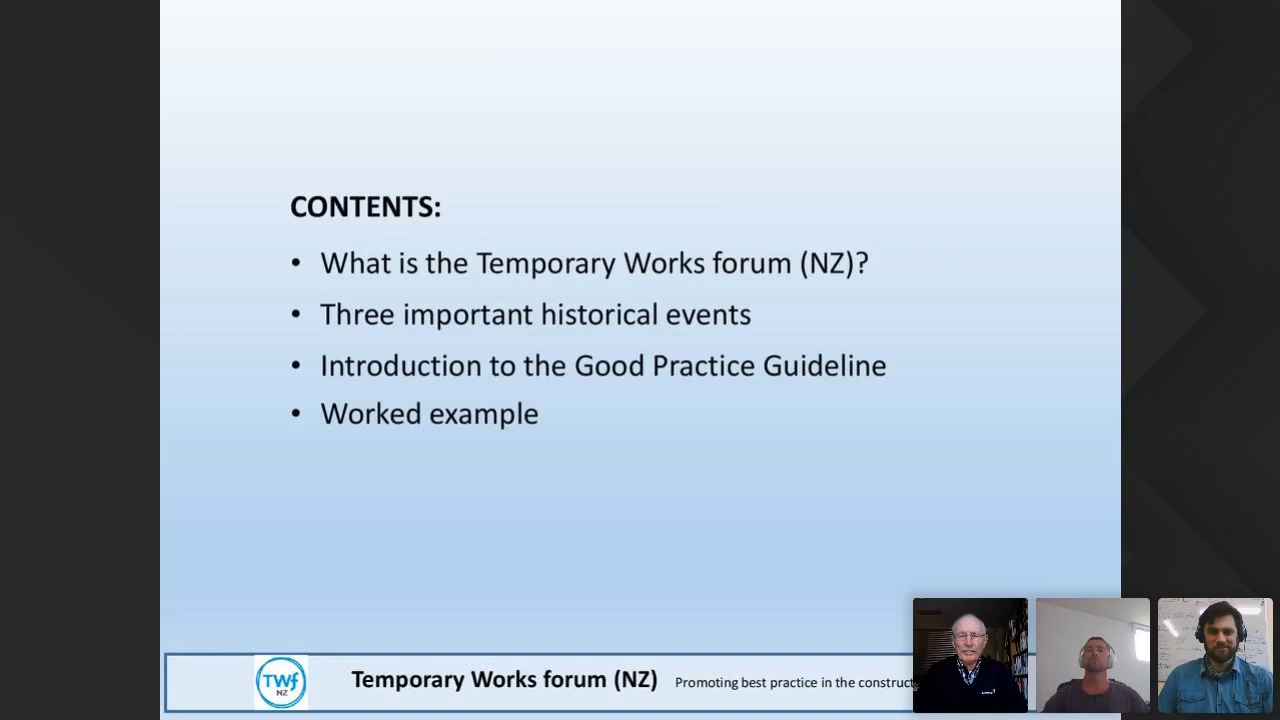 CONTENTS:
• What is the Temporary Works forum (NZ)?
• Three important historical events
• Introduction to the Good Practice Guideline
• Worked example
TWf
NZ
Temporary Works forum (NZ) Promoting best practice in the construct